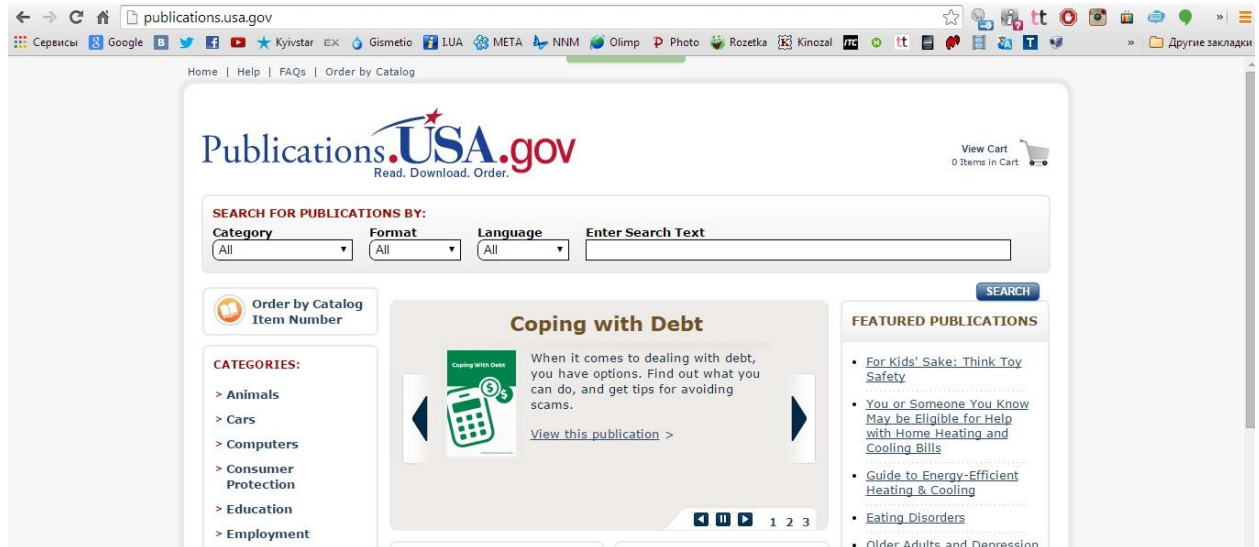 publications.usa.gov
Сервисы Google Kyivstar EX Gismetio I.UA META NNM Olimp Photo Rozetka Kinozal ITC tt » Другие закладки
Home | Help | FAQs | Order by Catalog
Publications.USA.gov
Read. Download. Order.
View Cart
0 Items in Cart
SEARCH FOR PUBLICATIONS BY:
Category Format Language Enter Search Text
All All All
SEARCH
Order by Catalog
Item Number
CATEGORIES:
> Animals
> Cars
> Computers
> Consumer
Protection
> Education
> Employment
Coping with Debt
Coping With Debt
When it comes to dealing with debt,
you have options. Find out what you
can do, and get tips for avoiding
scams.
View this publication >
1 2 3
FEATURED PUBLICATIONS
• For Kids' Sake: Think Toy
Safety
• You or Someone You Know
May be Eligible for Help
with Home Heating and
Cooling Bills
• Guide to Energy-Efficient
Heating & Cooling
• Eating Disorders
• Older Adults and Depression